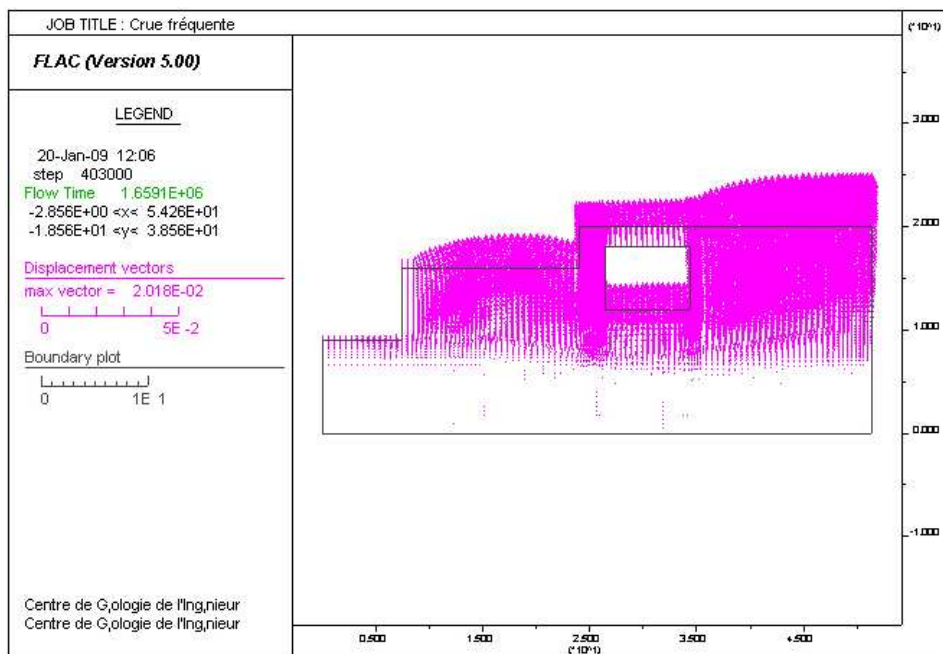 JOB TITLE : Crue fréquente
(*10^1)
FLAC (Version 5.00)
LEGEND
20-Jan-09 12:06
step 403000
Flow Time 1.6591E+06
-2.856E+00 <x< 5.426E+01
-1.856E+01 <y< 3.856E+01
Displacement vectors
max vector = 2.018E-02
0 5E -2
Boundary plot
0 1E 1
3.000
2.000
1.000
0.000
-1.000
Centre de G,ologie de l'Ing,nieur
Centre de G,ologie de l'Ing,nieur
0.500 1.500 2.500 3.500 4.500
(*10^1)